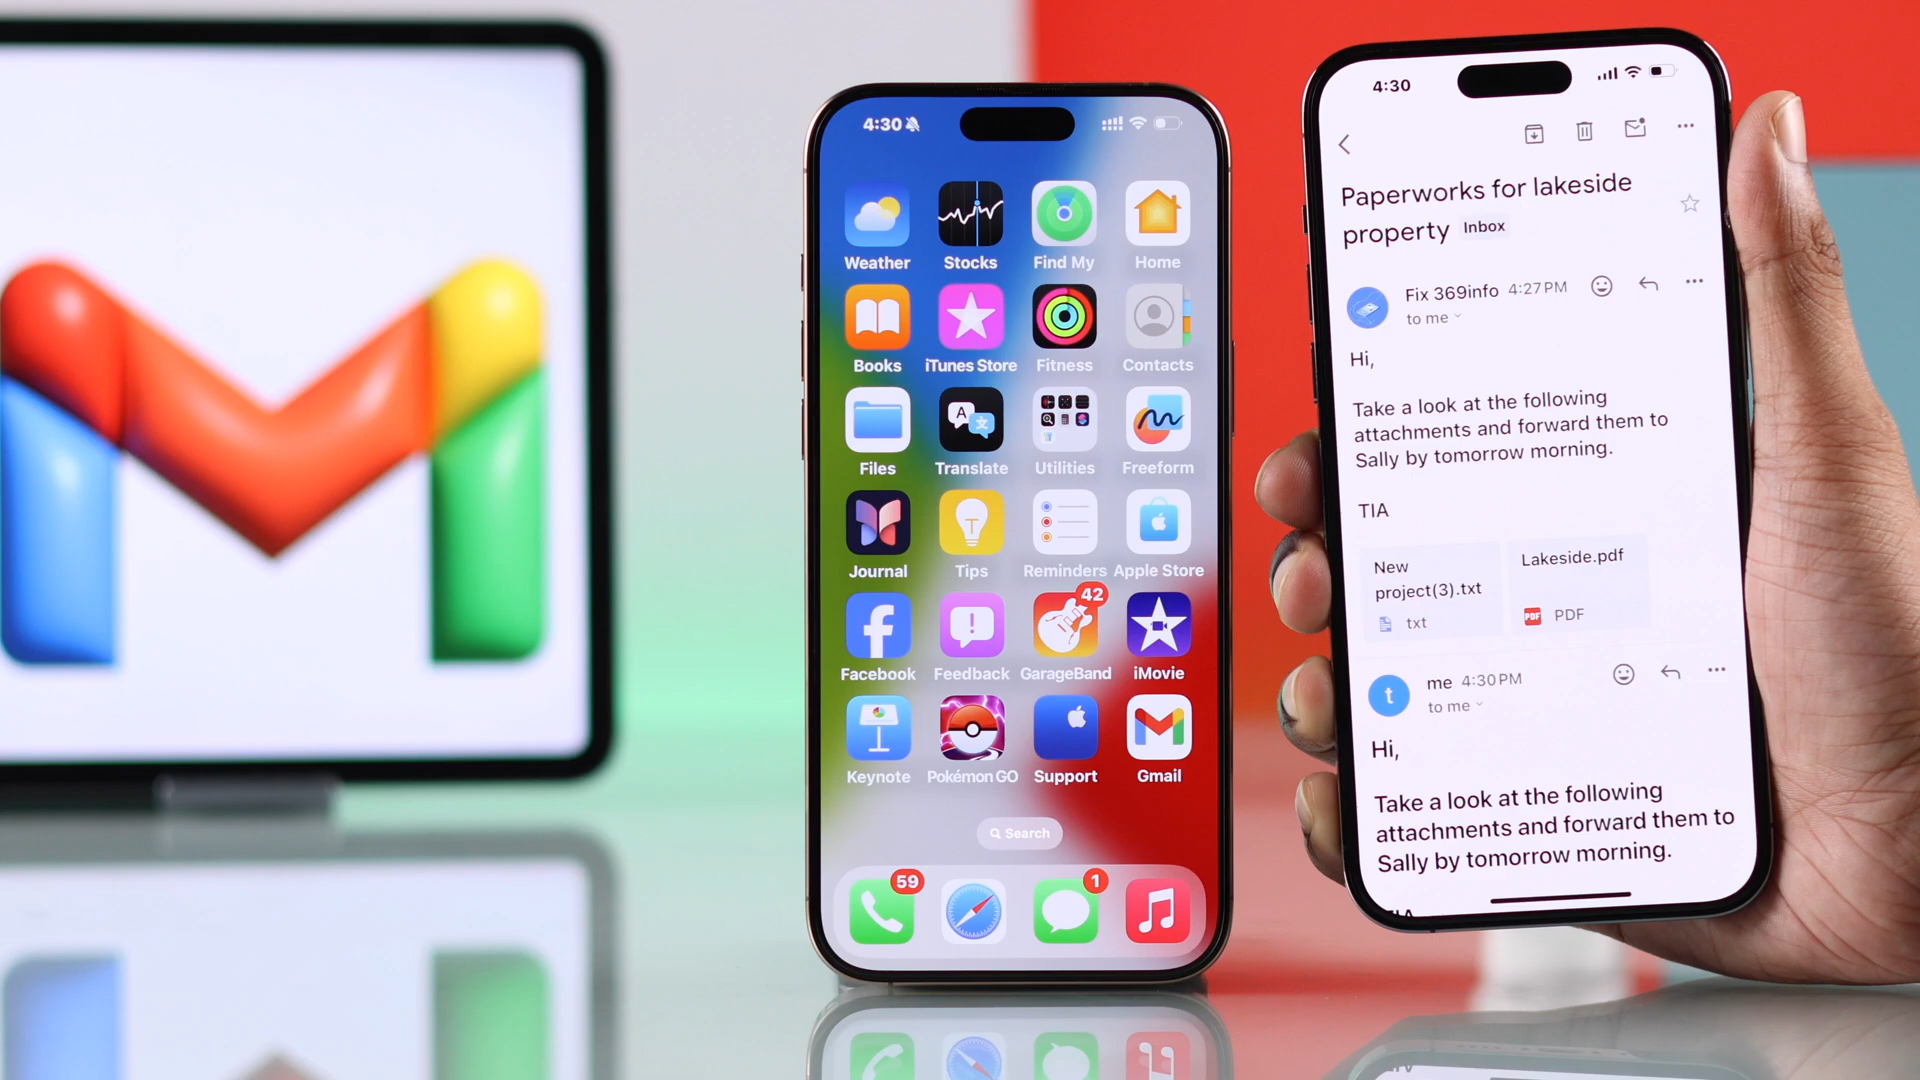 4:30
Weather Stocks Find My Home
Books iTunes Store Fitness Contacts
Files Translate Utilities Freeform
Journal Tips Reminders Apple Store
42
Facebook Feedback GarageBand iMovie
Keynote Pokémon GO Support Gmail
Search
59 1
4:30
Paperworks for lakeside
property Inbox
Fix 369info 4:27 PM
to me
Hi,
Take a look at the following
attachments and forward them to
Sally by tomorrow morning.
TIA
New
project(3).txt
txt
Lakeside.pdf
PDF PDF
t
me 4:30 PM
to me
Hi,
Take a look at the following
attachments and forward them to
Sally by tomorrow morning.
TIA